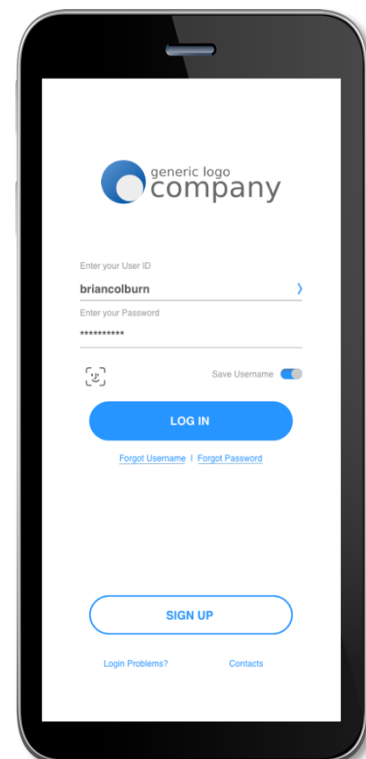 generic logo
company
Enter your User ID
briancolburn
Enter your Password
**********
Save Username
LOG IN
Forgot Username | Forgot Password
SIGN UP
Login Problems? Contacts